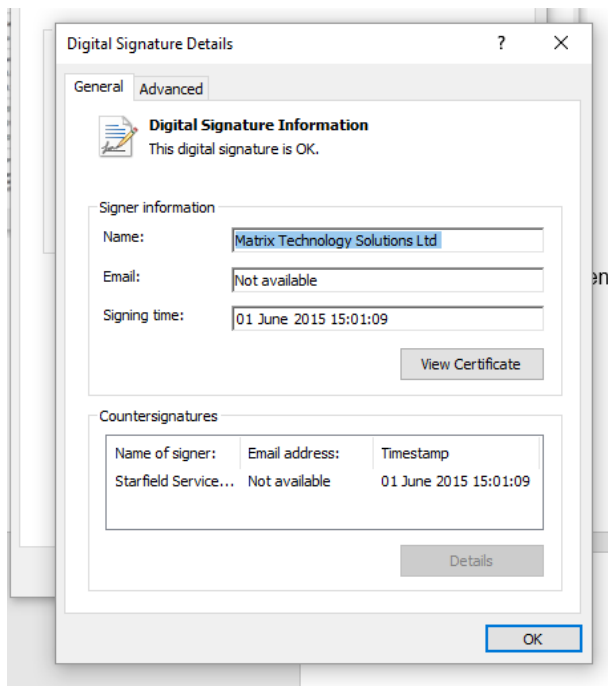 Digital Signature Details ? X
General Advanced
Digital Signature Information
This digital signature is OK.
Signer information
Name: Matrix Technology Solutions Ltd
Email: Not available
Signing time: 01 June 2015 15:01:09
View Certificate
Countersignatures
Name of signer: Email address: Timestamp
Starfield Service... Not available 01 June 2015 15:01:09
Details
OK